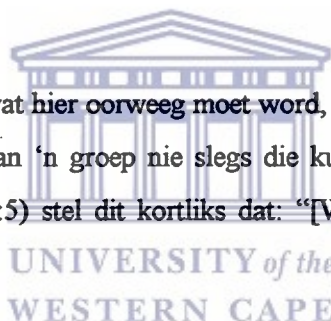 vat hier oorweeg moet word,
an ‘n groep nie slegs die ku
:5) stel dit kortliks dat: “[V
UNIVERSITY of the
WESTERN CAPE